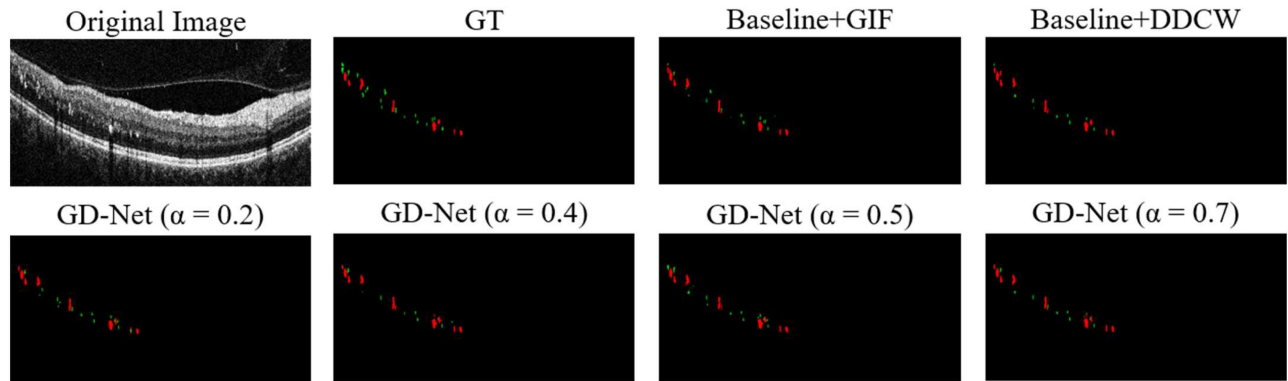 Original Image
GT
Baseline+GIF
Baseline+DDCW
GD-Net (α = 0.2)
GD-Net (α = 0.4)
GD-Net (α = 0.5)
GD-Net (α = 0.7)